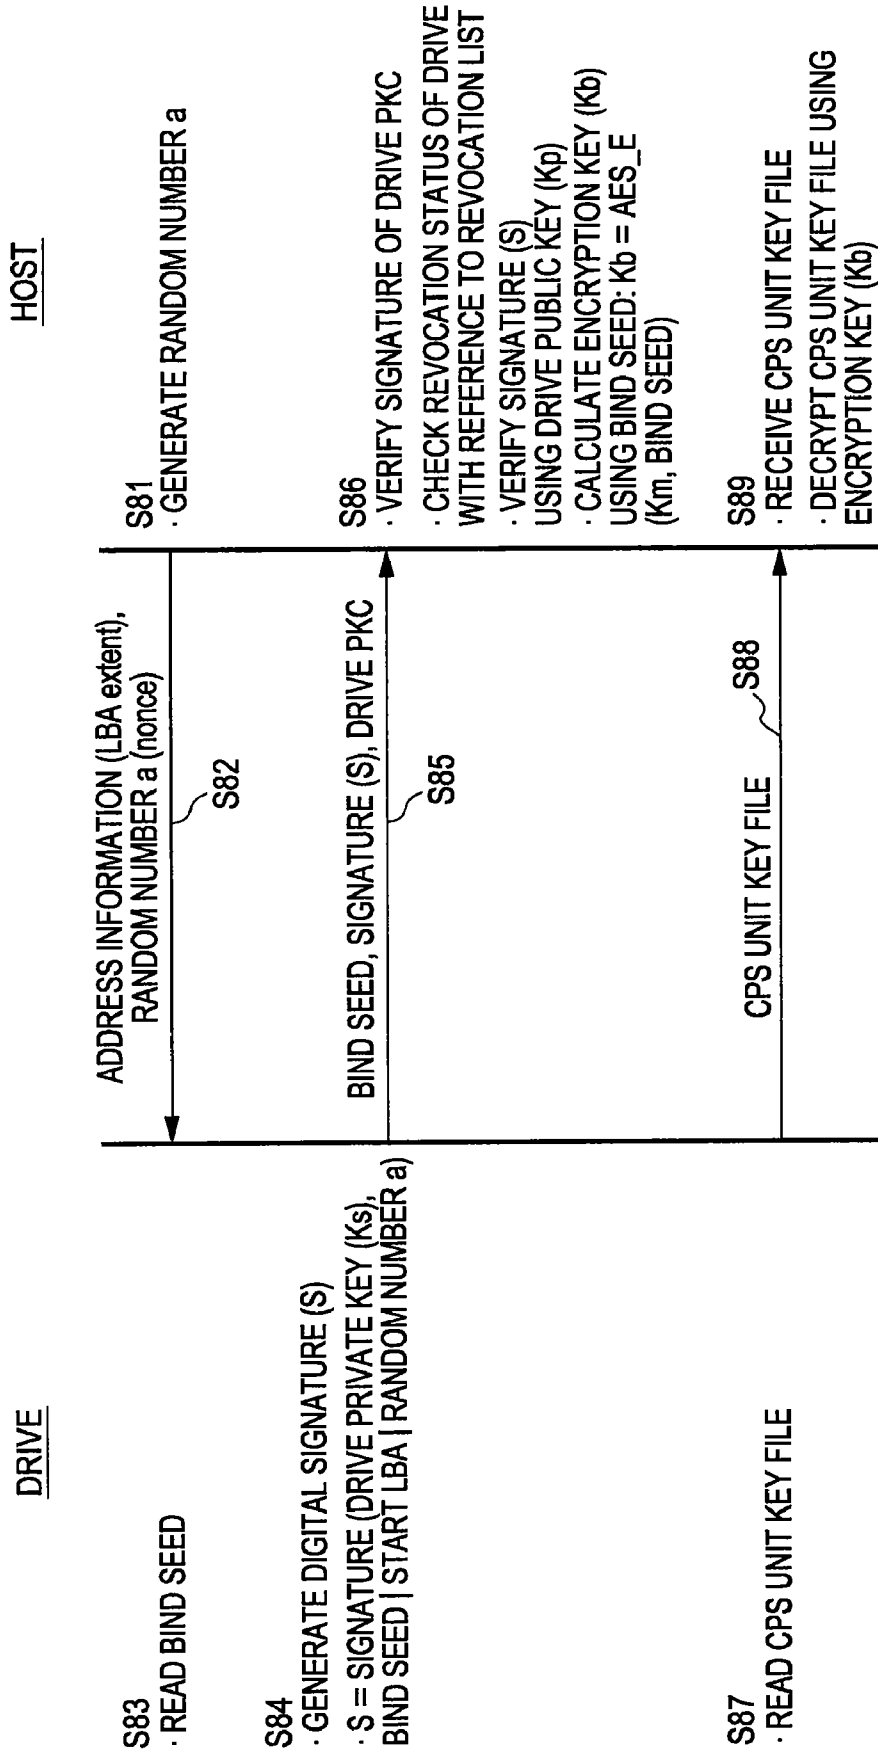 DRIVE
HOST
S81
· GENERATE RANDOM NUMBER a
ADDRESS INFORMATION (LBA extent),
RANDOM NUMBER a (nonce)
S82
S83
· READ BIND SEED
S84
· GENERATE DIGITAL SIGNATURE (S)
· S = SIGNATURE (DRIVE PRIVATE KEY (Ks),
BIND SEED | START LBA | RANDOM NUMBER a)
BIND SEED, SIGNATURE (S), DRIVE PKC
S85
S86
· VERIFY SIGNATURE OF DRIVE PKC
· CHECK REVOCATION STATUS OF DRIVE
WITH REFERENCE TO REVOCATION LIST
· VERIFY SIGNATURE (S)
USING DRIVE PUBLIC KEY (Kp)
· CALCULATE ENCRYPTION KEY (Kb)
USING BIND SEED: Kb = AES_E
(Km, BIND SEED)
S87
· READ CPS UNIT KEY FILE
CPS UNIT KEY FILE
S88
S89
· RECEIVE CPS UNIT KEY FILE
· DECRYPT CPS UNIT KEY FILE USING
ENCRYPTION KEY (Kb)